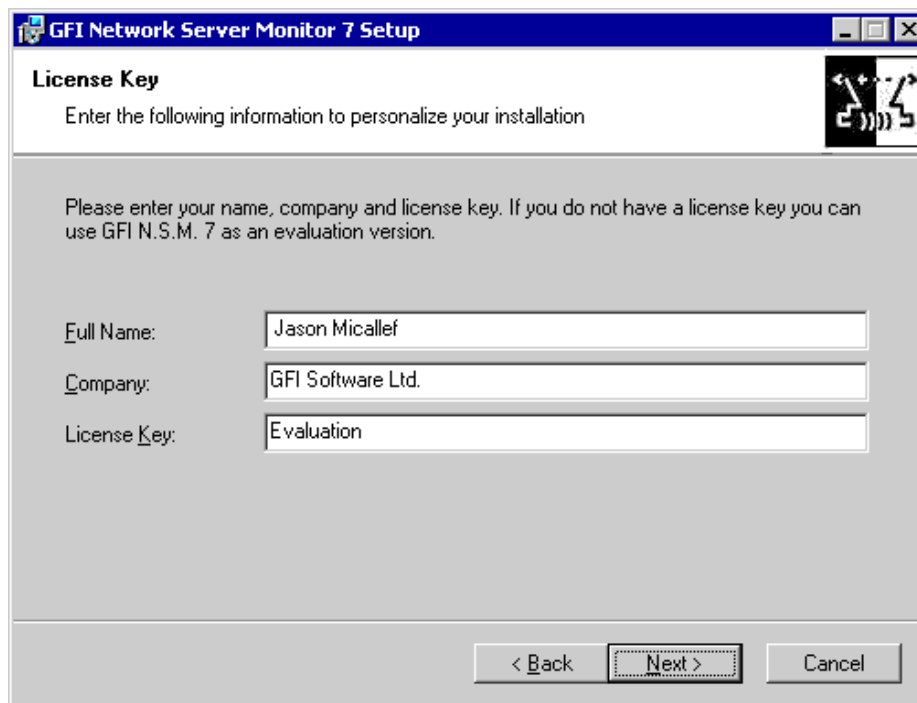 GFI Network Server Monitor 7 Setup
License Key
Enter the following information to personalize your installation
Please enter your name, company and license key. If you do not have a license key you can
use GFI N.S.M. 7 as an evaluation version.
Full Name: Jason Micallef
Company: GFI Software Ltd.
License Key: Evaluation
< Back Next > Cancel